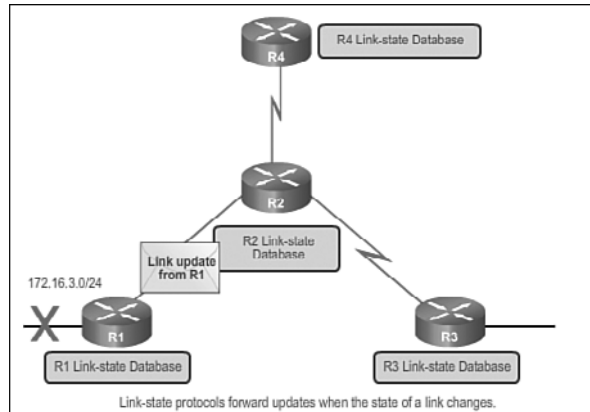 R4 Link-state Database
R4
R2
R2 Link-state
Database
Link update
from R1
172.16.3.0/24
R1
R3
R1 Link-state Database
R3 Link-state Database
Link-state protocols forward updates when the state of a link changes.